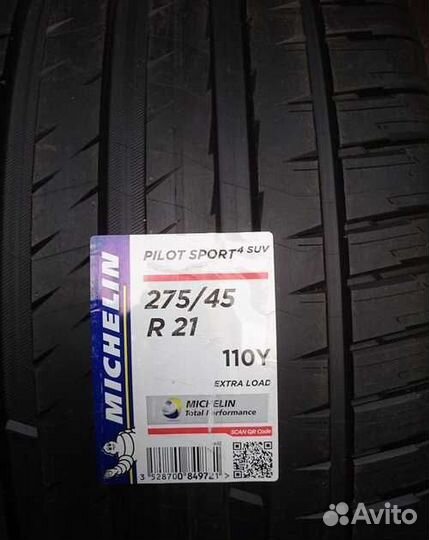 MICHELIN
PILOT SPORT⁴ SUV
275/45
R 21
110Y
EXTRA LOAD
MICHELIN
Total Performance
SCAN QR Code
3 528700 849721 >
Avito